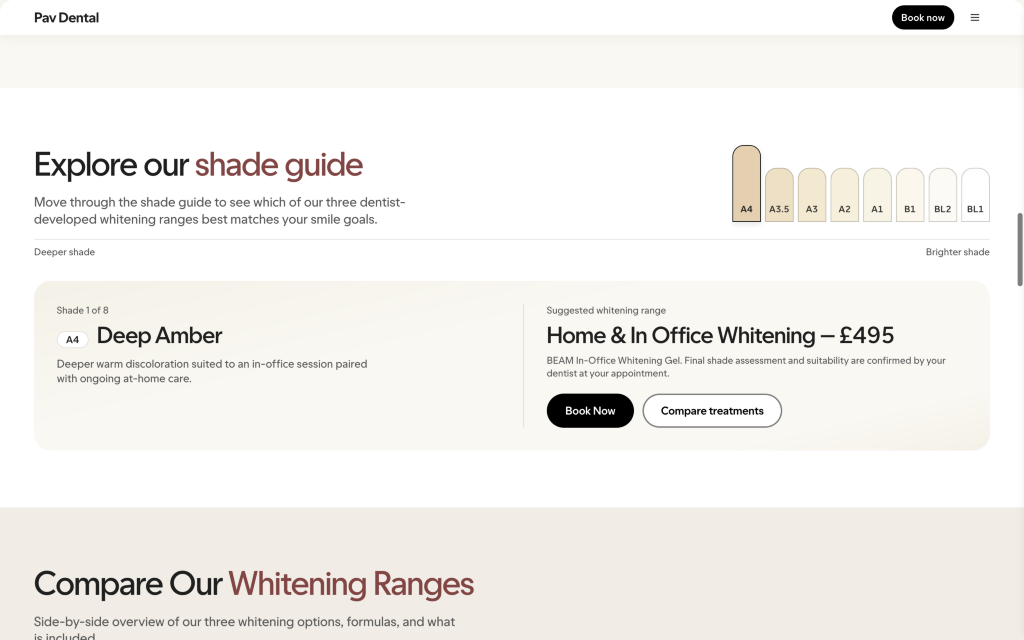 Pav Dental
Book now
Explore our shade guide
Move through the shade guide to see which of our three dentist-
developed whitening ranges best matches your smile goals.
A4
A3.5
A3
A2
A1
B1
BL2
BL1
Deeper shade
Brighter shade
Shade 1 of 8
A4 Deep Amber
Deeper warm discoloration suited to an in-office session paired
with ongoing at-home care.
Suggested whitening range
Home & In Office Whitening — £495
BEAM In-Office Whitening Gel. Final shade assessment and suitability are confirmed by your
dentist at your appointment.
Book Now
Compare treatments
Compare Our Whitening Ranges
Side-by-side overview of our three whitening options, formulas, and what
is included.